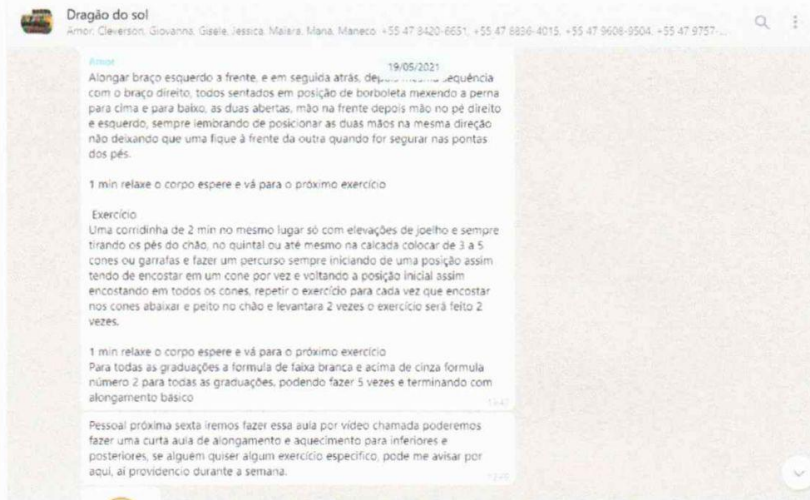 Dragão do sol
Amor, Cleverson, Giovanna, Gisele, Jessica, Maiara, Mana, Maneco, +55 47 8420-6651, +55 47 8836-4015, +55 47 9608-9504, +55 47 9757-...
Amor
19/05/2021
Alongar braço esquerdo a frente, e em seguida atrás, sequência
com o braço direito, todos sentados em posição de borboleta mexendo a perna
para cima e para baixo, as duas abertas, mão na frente depois mão no pé direito
e esquerdo, sempre lembrando de posicionar as duas mãos na mesma direção
não deixando que uma fique à frente da outra quando for segurar nas pontas
dos pés.
1 min relaxe o corpo espere e vá para o próximo exercício
Exercício
Uma corridinha de 2 min no mesmo lugar só com elevações de joelho e sempre
tirando os pés do chão, no quintal ou até mesmo na calcada colocar de 3 a 5
cones ou garrafas e fazer um percurso sempre iniciando de uma posição assim
tendo de encostar em um cone por vez e voltando a posição inicial assim
encostando em todos os cones, repetir o exercício para cada vez que encostar
nos cones abaixar e peito no chão e levantara 2 vezes o exercício será feito 2
vezes.
1 min relaxe o corpo espere e vá para o próximo exercício
Para todas as graduações a formula de faixa branca e acima de cinza formula
número 2 para todas as graduações, podendo fazer 5 vezes e terminando com
alongamento básico
Pessoal próxima sexta iremos fazer essa aula por vídeo chamada poderemos
fazer uma curta aula de alongamento e aquecimento para inferiores e
posteriores, se alguém quiser algum exercício específico, pode me avisar por
aqui, aí providencio durante a semana.